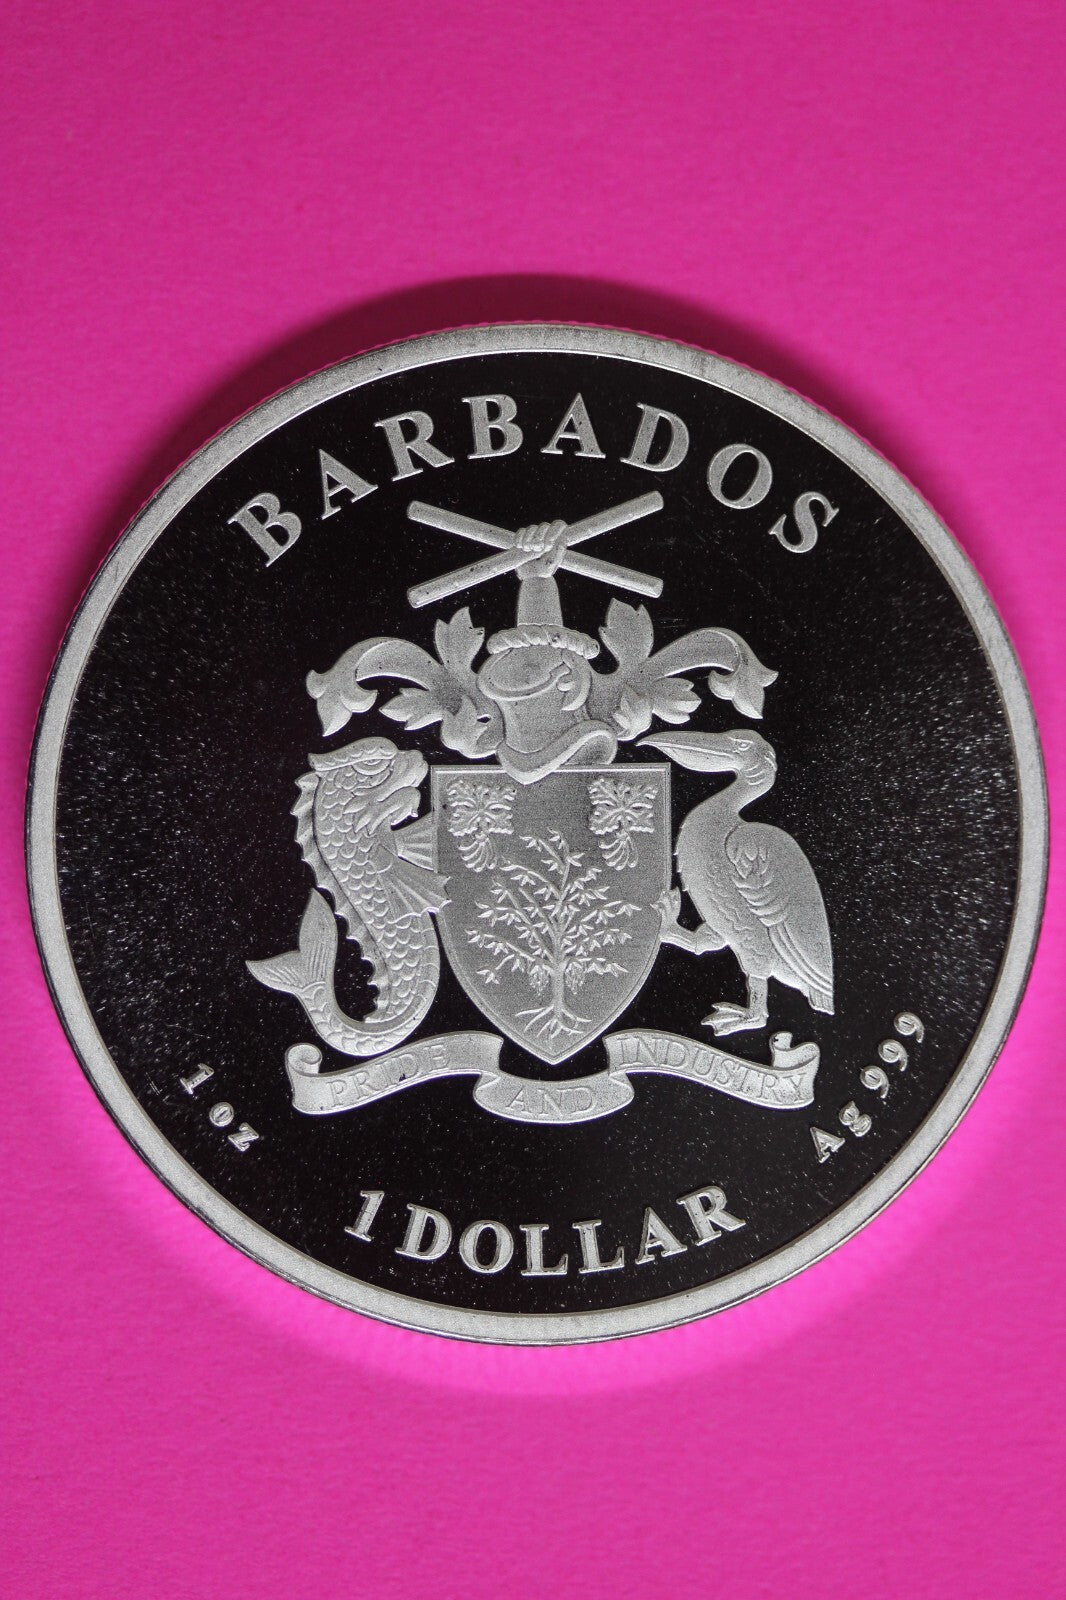 BARBADOS
PRIDE AND INDUSTRY
1 oz
Ag 999
1 DOLLAR